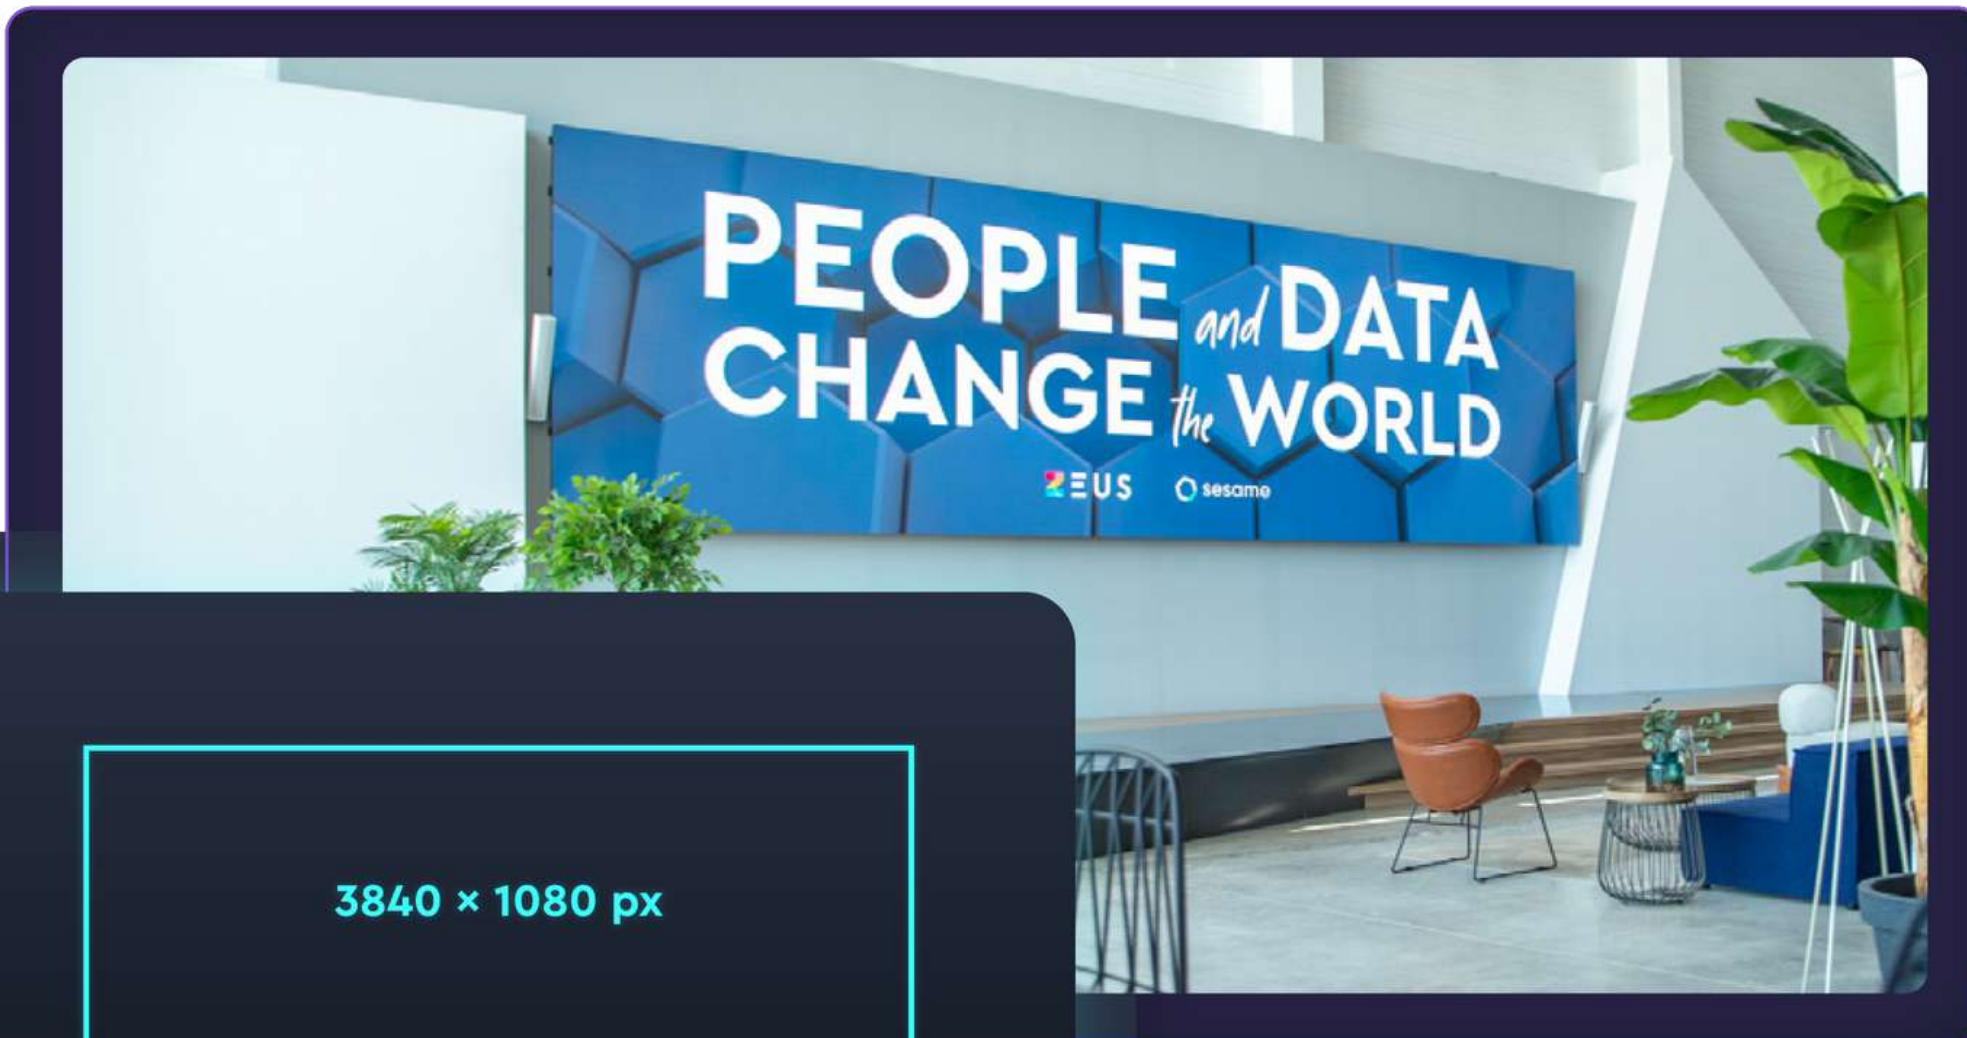 PEOPLE and DATA
CHANGE the WORLD
ZEUS sesame
3840 × 1080 px